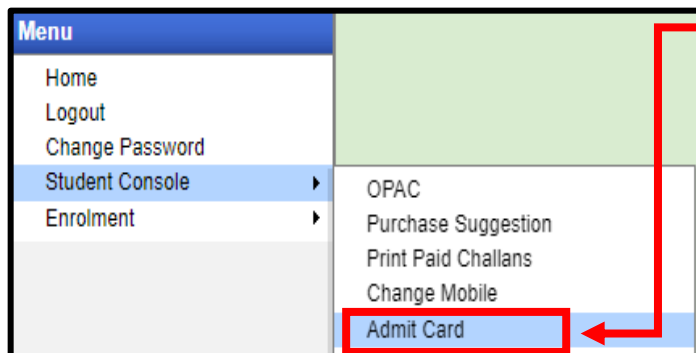 Menu
Home
Logout
Change Password
Student Console
Enrolment
OPAC
Purchase Suggestion
Print Paid Challans
Change Mobile
Admit Card